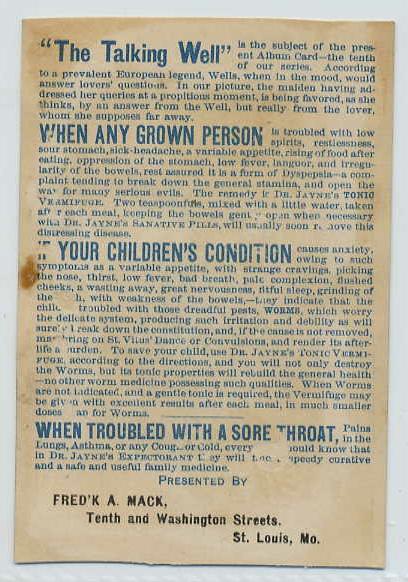 "The Talking Well" is the subject of the pres-
ent Album Card—the tenth
of our series. According
to a prevalent European legend, Wells, when in the mood, would
answer lovers' questions. In our picture, the maiden having ad-
dressed her queries at a propitious moment, is being favored, as she
thinks, by an answer from the Well, but really from the lover,
whom she supposes far away.
WHEN ANY GROWN PERSON is troubled with low
spirits, restlessness,
sour stomach, sick-headache, a variable appetite, rising of food after
eating, oppression of the stomach, low fever, languor, and irregu-
larity of the bowels, rest assured it is a form of Dyspepsia—a com-
plaint tending to break down the general stamina, and open the
way for many serious evils. The remedy is DR. JAYNE'S TONIC
VERMIFUGE. Two teaspoonfuls, mixed with a little water, taken
after each meal, keeping the bowels gently open when necessary
with DR. JAYNE'S SANATIVE PILLS, will usually soon remove this
distressing disease.
IF YOUR CHILDREN'S CONDITION causes anxiety,
owing to such
symptoms as a variable appetite, with strange cravings, picking
the nose, thirst, low fever, bad breath, pale complexion, flushed
cheeks, a wasting away, great nervousness, fitful sleep, grinding of
the h, with weakness of the bowels,—they indicate that the
chil troubled with those dreadful pests, WORMS, which worry
the delicate system, producing such irritation and debility as will
surely break down the constitution, and, if the cause is not removed,
may bring on St. Vitus' Dance or Convulsions, and render its after-
life a burden. To save your child, use DR. JAYNE'S TONIC VERMI-
FUGE, according to the directions, and you will not only destroy
the Worms, but its tonic properties will rebuild the general health
—no other worm medicine possessing such qualities. When Worms
are not indicated, and a gentle tonic is required, the Vermifuge may
be given with excellent results after each meal, in much smaller
doses an for Worms.
WHEN TROUBLED WITH A SORE THROAT, Pains
in the
Lungs, Asthma, or any Cough or Cold, every ould know that
in DR. JAYNE'S EXPECTORANT they will speedy curative
and a safe and useful family medicine.
PRESENTED BY
FRED'K A. MACK,
Tenth and Washington Streets.
St. Louis, Mo.